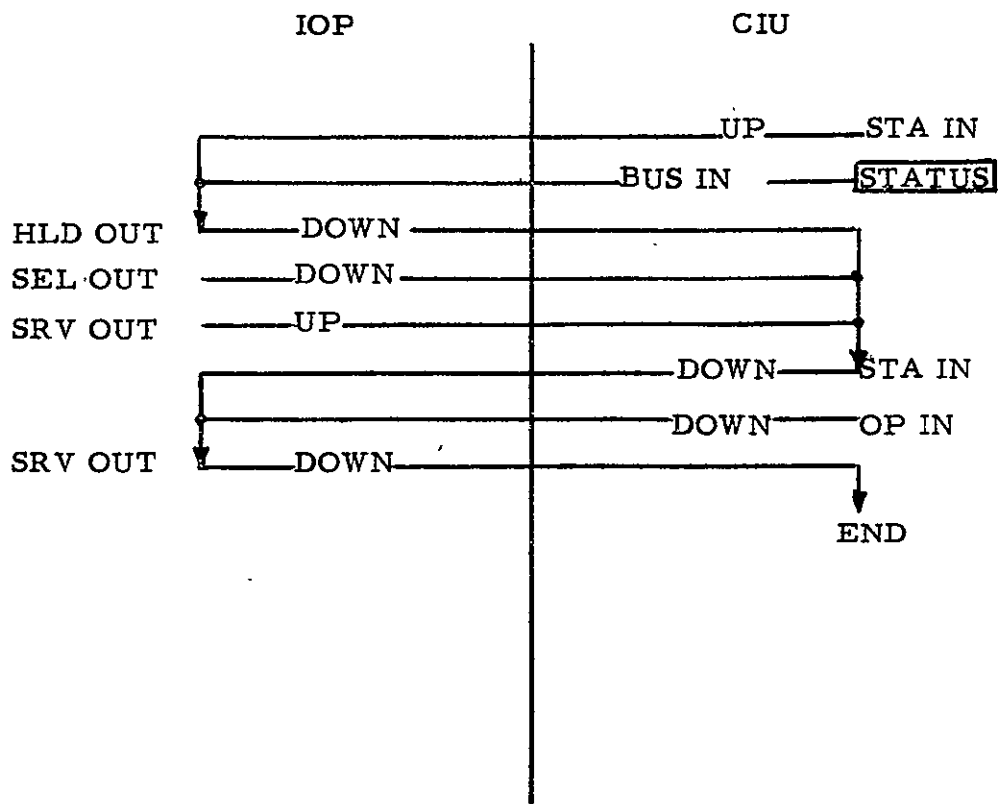 IOP CIU
UP STA IN
BUS IN STATUS
HLD OUT DOWN
SEL OUT DOWN
SRV OUT UP
DOWN STA IN
DOWN OP IN
SRV OUT DOWN
END